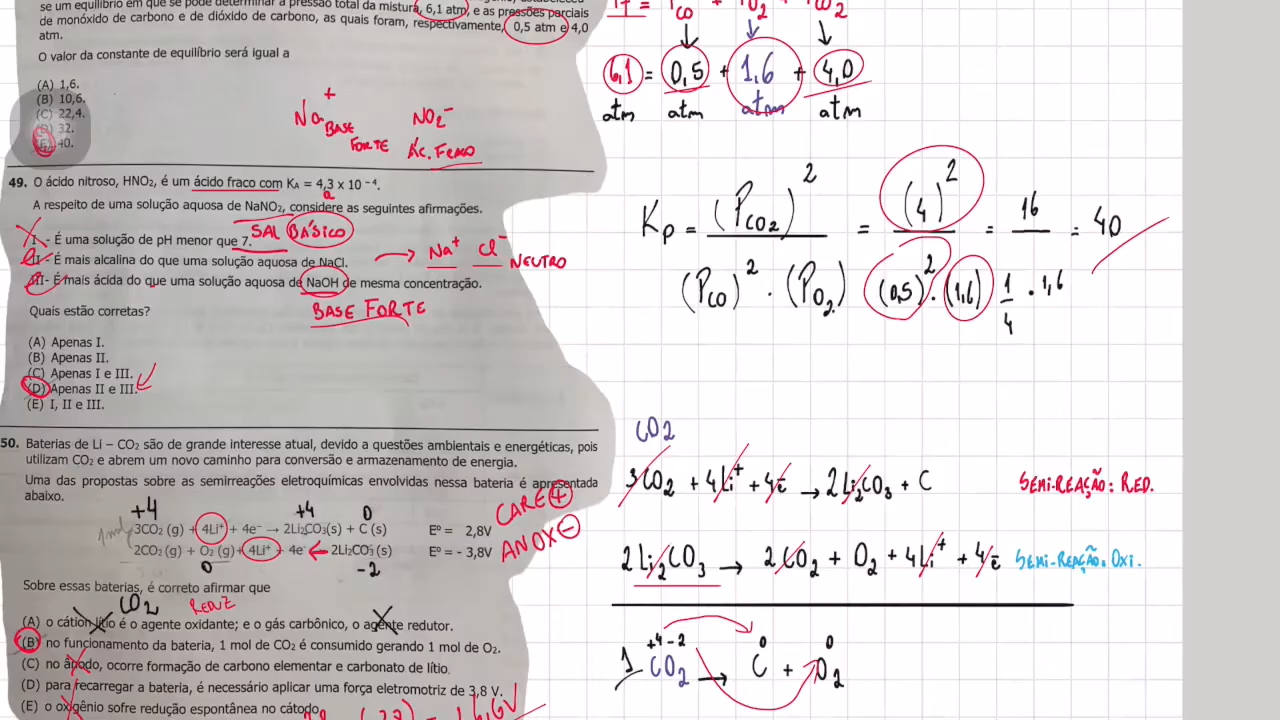 se um equilíbrio em que se pode determinar a pressão total da mistura, 6,1 atm, e as pressões parciais
de monóxido de carbono e de dióxido de carbono, as quais foram, respectivamente, 0,5 atm e 4,0
atm.
O valor da constante de equilíbrio será igual a
(A) 1,6.
(B) 10,6.
(C) 22,4.
(D) 32.
(E) 40.
Na+ BASE FORTE
NO2- ÁC. FRACO
49. O ácido nitroso, HNO₂, é um ácido fraco com KA = 4,3 x 10 ⁻⁴.
a
A respeito de uma solução aquosa de NaNO₂, considere as seguintes afirmações.
SAL BÁSICO
I - É uma solução de pH menor que 7.
II - É mais alcalina do que uma solução aquosa de NaCl.
→ Na+ Cl- NEUTRO
III- É mais ácida do que uma solução aquosa de NaOH de mesma concentração.
BASE FORTE
Quais estão corretas?
(A) Apenas I.
(B) Apenas II.
(C) Apenas I e III.
(D) Apenas II e III.
(E) I, II e III.
50. Baterias de Li – CO₂ são de grande interesse atual, devido a questões ambientais e energéticas, pois
utilizam CO₂ e abrem um novo caminho para conversão e armazenamento de energia.
Uma das propostas sobre as semirreações eletroquímicas envolvidas nessa bateria é apresentada
abaixo.
+4 +4 0
1mol
3CO₂ (g) + 4Li⁺ + 4e⁻ → 2Li₂CO₃(s) + C (s) E⁰ = 2,8V
CARE +
2CO₂ (g) + O₂ (g) + 4Li⁺ + 4e ← 2Li₂CO₃ (s) E⁰ = - 3,8V
ANOX -
0 -2
Sobre essas baterias, é correto afirmar que
CO2 REDUZ
(A) o cátion lítio é o agente oxidante; e o gás carbônico, o agente redutor.
(B) no funcionamento da bateria, 1 mol de CO₂ é consumido gerando 1 mol de O₂.
(C) no ânodo, ocorre formação de carbono elementar e carbonato de lítio.
(D) para recarregar a bateria, é necessário aplicar uma força eletromotriz de 3,8 V.
(E) o oxigênio sofre redução espontânea no cátodo.
6,1 = 0,5 + 1,6 + 4,0
atm atm atm atm
Kp = (PCO2)² / (PCO)² · (PO2) = (4)² / (0,5)² · (1,6) = 16 / 1/4 · 1,6 = 40
CO2
3CO2 + 4Li+ + 4e → 2Li2CO3 + C SEMI-REAÇÃO: RED.
2Li2CO3 → 2CO2 + O2 + 4Li+ + 4e SEMI-REAÇÃO: OXI.
+4 -2 0 0
1 CO2 → C + O2